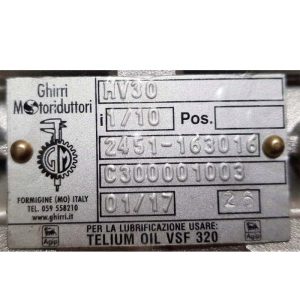 Ghirri
Motoriduttori
HV30
i 1/10 Pos.
2451-163016
C300001003
01/17 26
GM
FORMIGINE (MO) ITALY
TEL. 059 558210
www.ghirri.it
PER LA LUBRIFICAZIONE USARE:
TELIUM OIL VSF 320
Agip
Agip